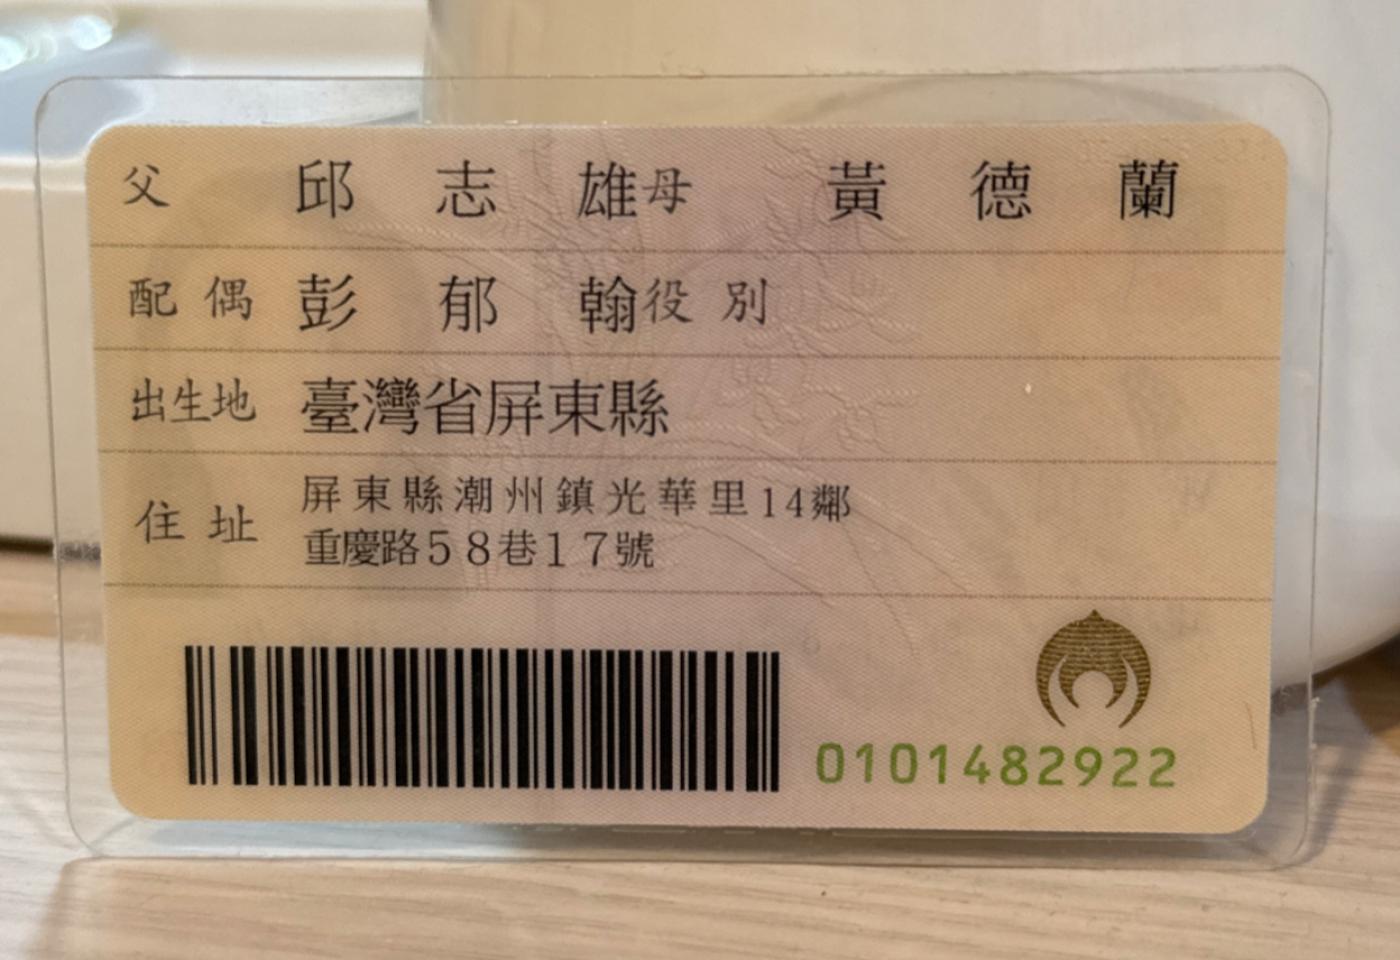 父 邱志雄 母 黃德蘭
配偶 彭郁翰 役別
出生地 臺灣省屏東縣
住址 屏東縣潮州鎮光華里14鄰
重慶路58巷17號
0101482922